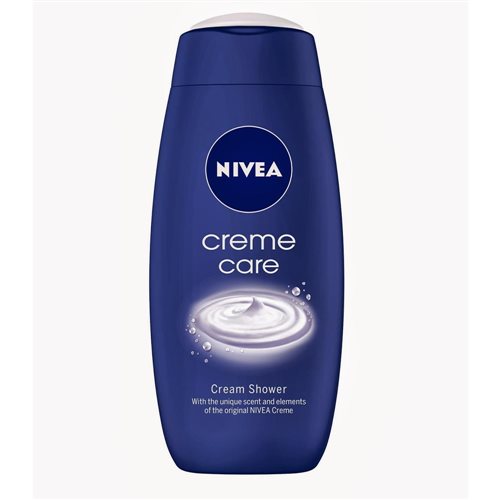 NIVEA
creme
care
Cream Shower
With the unique scent and elements
of the original NIVEA Creme